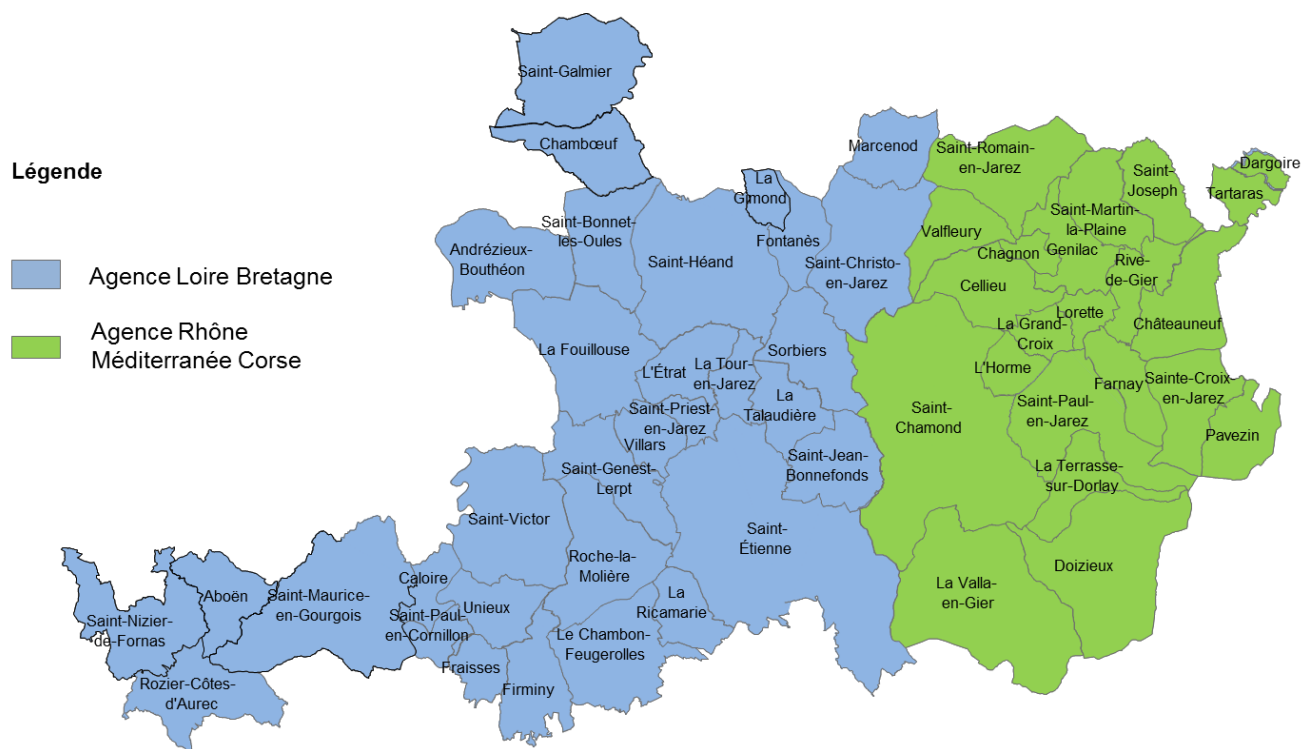 Légende
Agence Loire Bretagne
Agence Rhône
Méditerranée Corse
Saint-Galmier
Chambœuf
Marcenod
Saint-Romain-
en-Jarez
Saint-
Joseph
Dargoire
Tartaras
La
Gimond
Saint-Bonnet-
les-Oules
Andrézieux-
Bouthéon
Fontanès
Saint-Héand
Saint-Christo-
en-Jarez
Valfleury
Saint-Martin-
la-Plaine
Chagnon
Genilac
Rive-
de-Gier
Cellieu
Lorette
La Grand-
Croix
Châteauneuf
La Fouillouse
L'Étrat
La Tour-
en-Jarez
Sorbiers
L'Horme
Farnay
Sainte-Croix-
en-Jarez
Saint-Priest-
en-Jarez
La
Talaudière
Saint-
Chamond
Saint-Paul-
en-Jarez
Pavezin
Villars
Saint-Jean-
Bonnefonds
Saint-Genest-
Lerpt
La Terrasse-
sur-Dorlay
Saint-Victor
Saint-
Étienne
Roche-la-
Molière
Doizieux
La Valla-
en-Gier
Caloire
Aboën
Saint-Maurice-
en-Gourgois
Unieux
La
Ricamarie
Saint-Paul-
en-Cornillon
Saint-Nizier-
de-Fornas
Le Chambon-
Feugerolles
Fraisses
Firminy
Rozier-Côtes-
d'Aurec